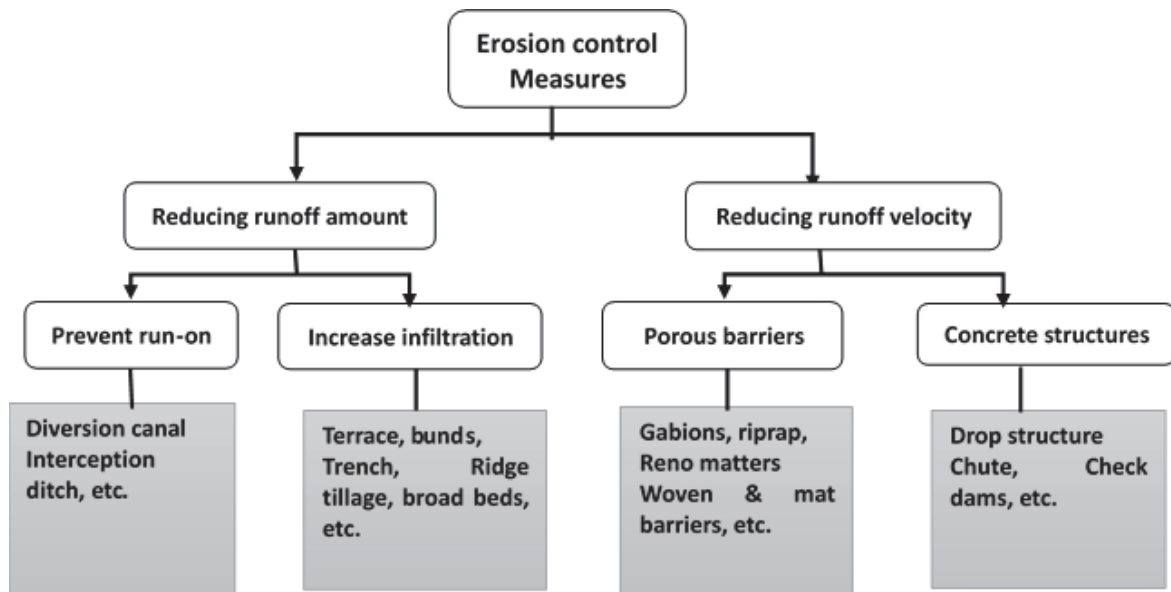 Erosion control
Measures
Reducing runoff amount
Reducing runoff velocity
Prevent run-on
Increase infiltration
Porous barriers
Concrete structures
Diversion canal
Interception
ditch, etc.
Terrace, bunds,
Trench, Ridge
tillage, broad beds,
etc.
Gabions, riprap,
Reno matters
Woven & mat
barriers, etc.
Drop structure
Chute, Check
dams, etc.